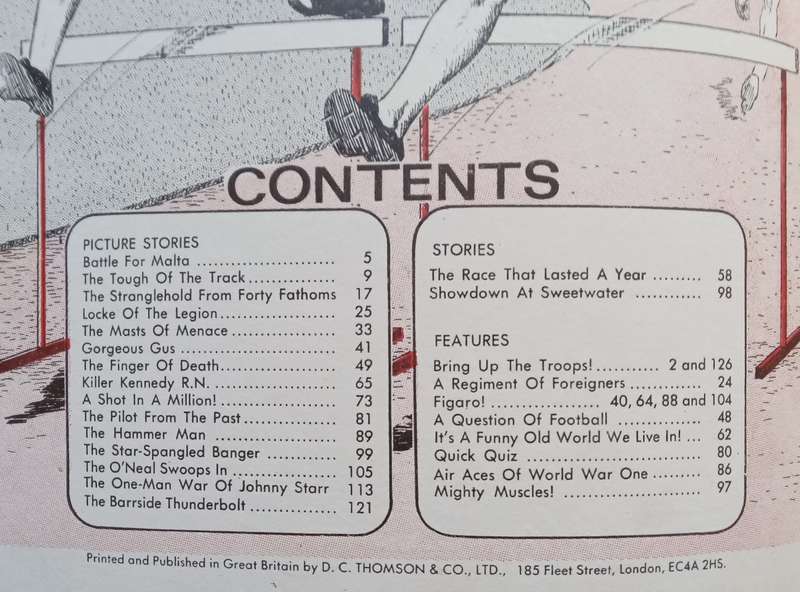 CONTENTS
PICTURE STORIES
Battle For Malta ........................ 5
The Tough Of The Track ............... 9
The Stranglehold From Forty Fathoms 17
Locke Of The Legion .................... 25
The Masts Of Menace .................. 33
Gorgeous Gus ........................... 41
The Finger Of Death .................... 49
Killer Kennedy R.N. ..................... 65
A Shot In A Million! ..................... 73
The Pilot From The Past ................ 81
The Hammer Man ..................... 89
The Star-Spangled Banger ............ 99
The O'Neal Swoops In ................. 105
The One-Man War Of Johnny Starr 113
The Barrside Thunderbolt ............... 121
STORIES
The Race That Lasted A Year ......... 58
Showdown At Sweetwater ............ 98
FEATURES
Bring Up The Troops! ........... 2 and 126
A Regiment Of Foreigners ............. 24
Figaro! .................. 40, 64, 88 and 104
A Question Of Football ............... 48
It's A Funny Old World We Live In! ... 62
Quick Quiz .............................. 80
Air Aces Of World War One ......... 86
Mighty Muscles! ........................ 97
Printed and Published in Great Britain by D. C. THOMSON & CO., LTD., 185 Fleet Street, London, EC4A 2HS.